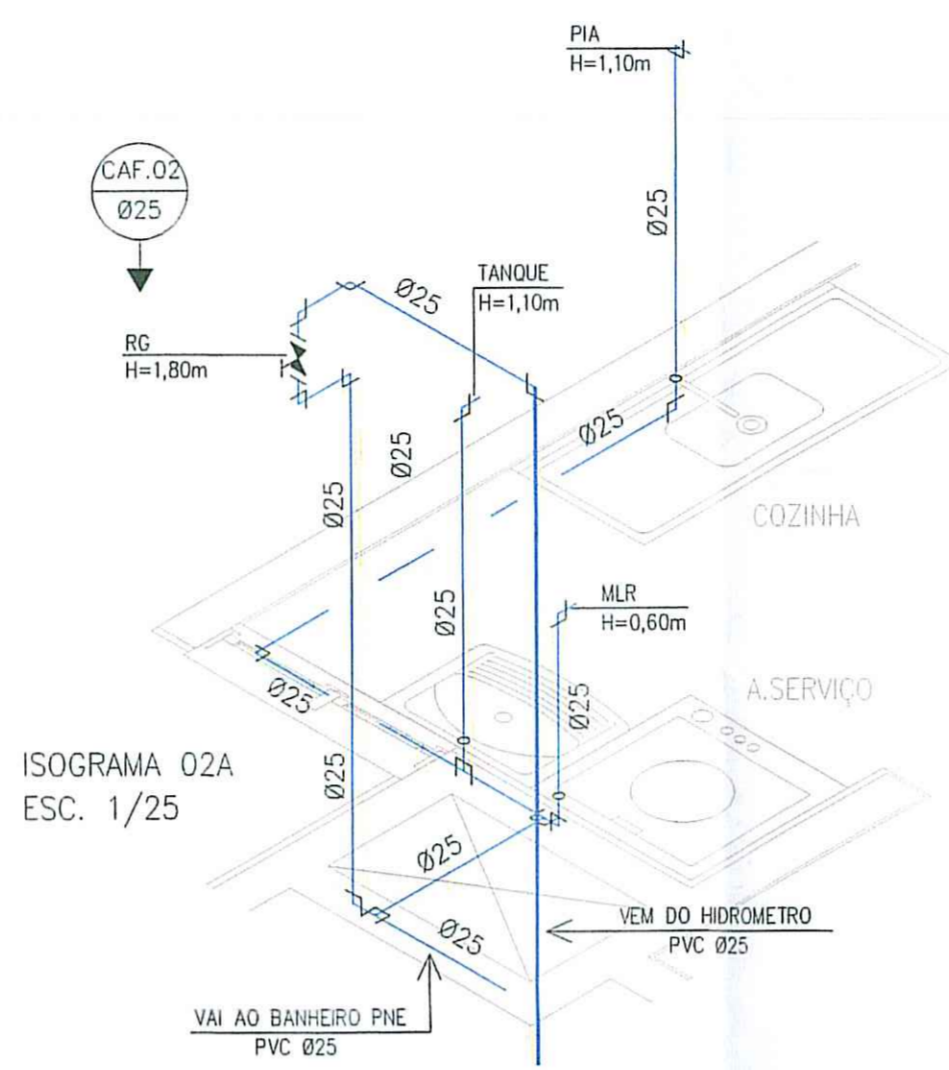 PIA
H=1,10m
CAF.02
Ø25
Ø25
TANQUE
H=1,10m
Ø25
RG
H=1,80m
Ø25
Ø25
Ø25
COZINHA
MLR
H=0,60m
Ø25
A.SERVIÇO
Ø25
Ø25
ISOGRAMA 02A
ESC. 1/25
Ø25
Ø25
Ø25
VEM DO HIDROMETRO
PVC Ø25
VAI AO BANHEIRO PNE
PVC Ø25